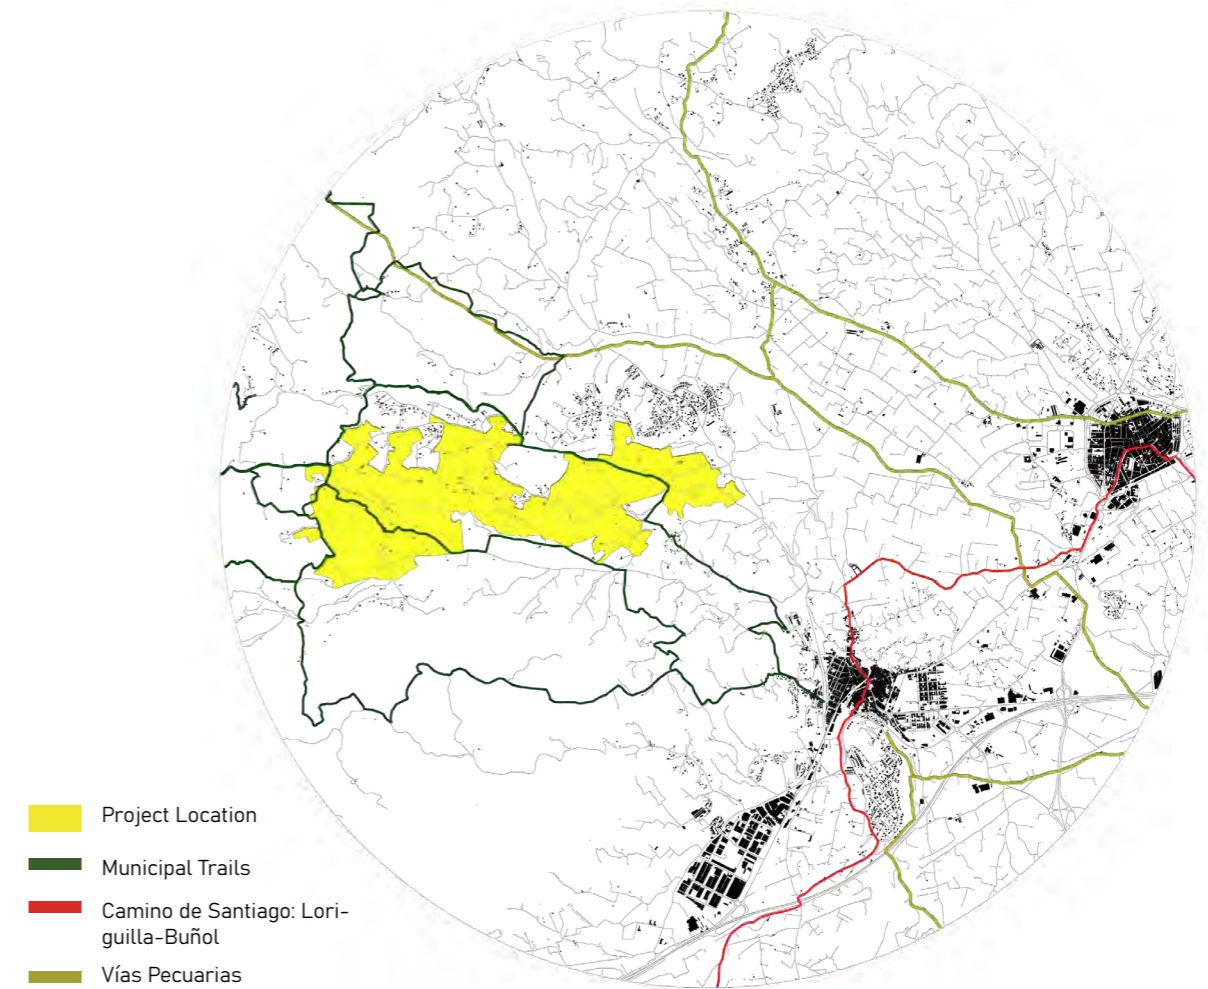 Project Location
Municipal Trails
Camino de Santiago: Lori-
guilla-Buñol
Vías Pecuarias